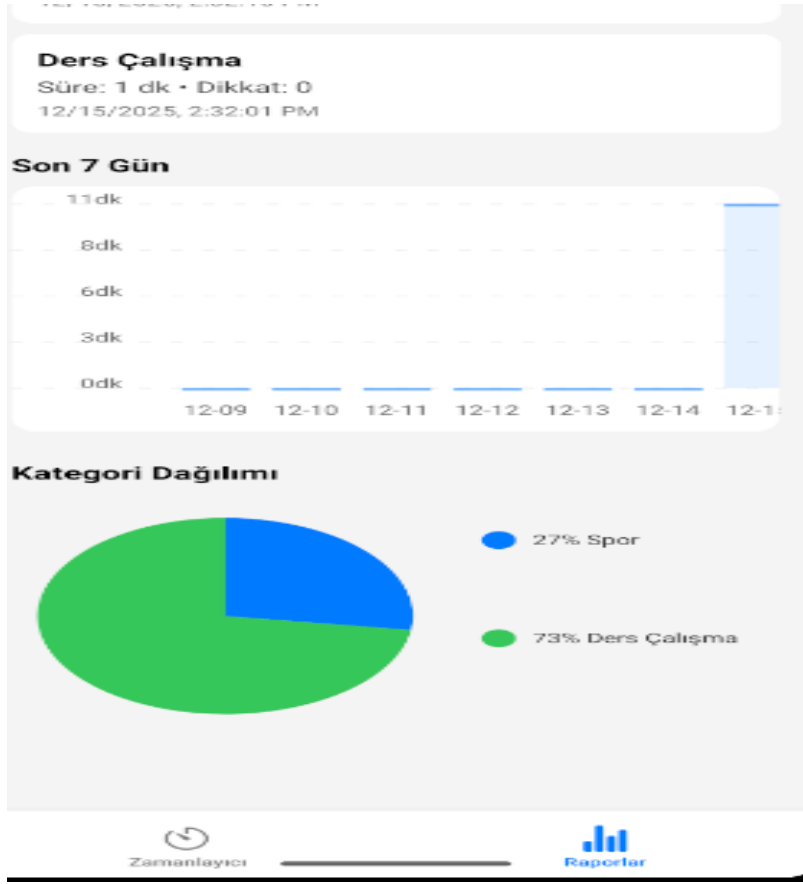 Ders Çalışma
Süre: 1 dk • Dikkat: 0
12/15/2025, 2:32:01 PM
Son 7 Gün
11dk
8dk
6dk
3dk
0dk
12-09 12-10 12-11 12-12 12-13 12-14
Kategori Dağılımı
27% Spor
73% Ders Çalışma
Zamanlayıcı
Raporlar